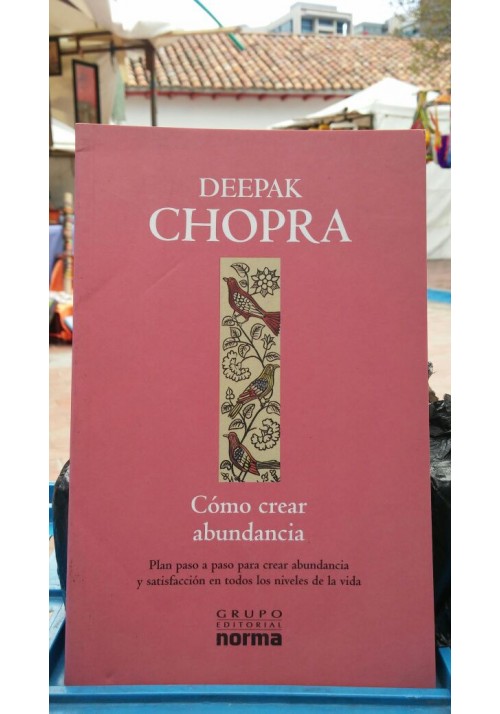 DEEPAK
CHOPRA
Cómo crear
abundancia
Plan paso a paso para crear abundancia
y satisfacción en todos los niveles de la vida
GRUPO
EDITORIAL
norma